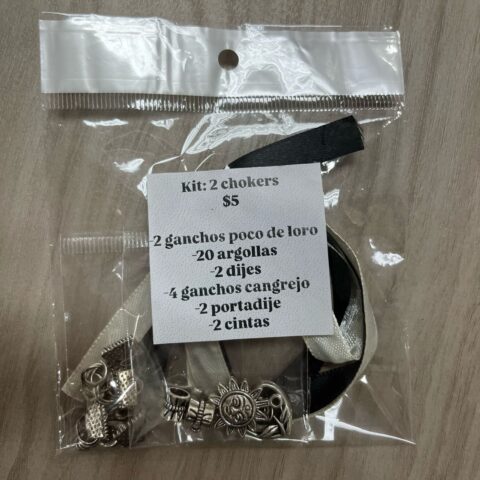 Kit: 2 chokers
$5
-2 ganchos poco de loro
-20 argollas
-2 dijes
-4 ganchos cangrejo
-2 portadije
-2 cintas